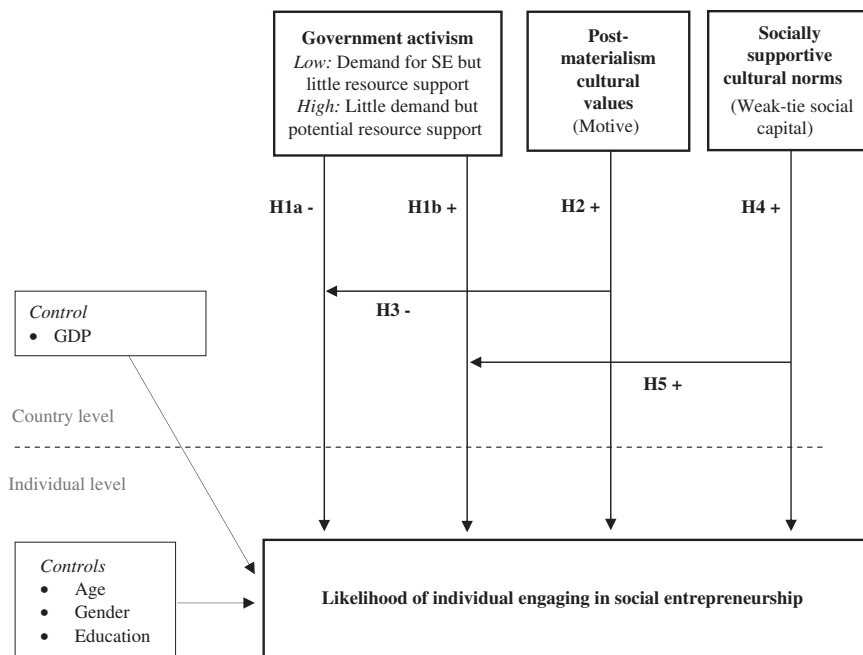 Government activism
Low: Demand for SE but
little resource support
High: Little demand but
potential resource support
Post-
materialism
cultural
values
(Motive)
Socially
supportive
cultural norms
(Weak-tie social
capital)
H1a -
H1b +
H2 +
H4 +
H3 -
H5 +
Control
• GDP
Country level
Individual level
Controls
• Age
• Gender
• Education
Likelihood of individual engaging in social entrepreneurship